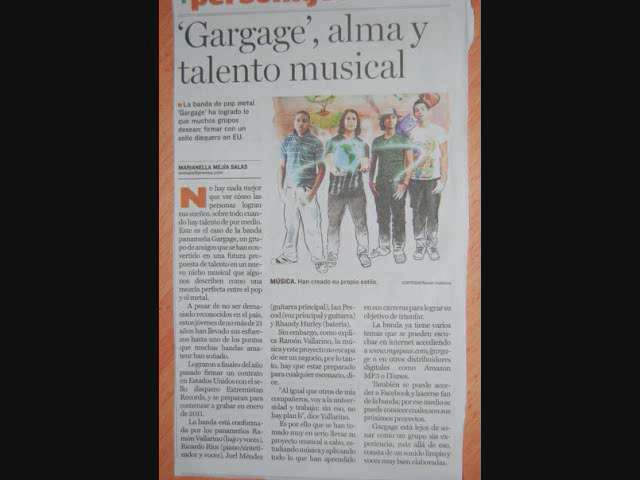 'Gargage', alma y
talento musical
La banda de pop metal
'Gargage' ha logrado lo
que muchos grupos
desean: firmar con un
sello disquero en EU.
MARIANELLA MEJÍA SALAS
No hay nada mejor
que ver cómo las
personas logran
sus sueños, sobre todo cuan-
do hay talento de por medio.
Este es el caso de la banda
panameña Gargage, un gru-
po de amigos que se han con-
vertido en una futura pro-
puesta de talento en un nue-
vo nicho musical que algu-
nos describen como una
mezcla perfecta entre el pop
y el metal.
A pesar de no ser dema-
siado reconocidos en el país,
estos jóvenes de no más de 21
años han llevado sus esfuer-
zos hasta uno de los puntos
que muchas bandas ama-
teur han soñado.
Lograron a finales del año
pasado firmar un contrato
en Estados Unidos con el se-
llo disquero Extremistan
Records, y se preparan para
comenzar a grabar en enero
de 2011.
La banda está conforma-
da por los panameños Ra-
món Vallarino (bajo y voces),
Ricardo Ríos (piano/sinteti-
zador y voces), Joel Méndez
MÚSICA. Han creado su propio estilo.
(guitarra principal), Ian Pes-
cod (voz principal y guitarra)
y Rhandy Hurley (batería).
Sin embargo, como explica
Ramón Vallarino, la músi-
ca y este proyecto no escapa
de ser un negocio, por lo tan-
to, hay que estar preparado
para cualquier escenario, di-
ce.
"Al igual que otros de mis
compañeros, voy a la univer-
sidad y trabajo; sin eso, no
hay plan b", dice Vallarino.
Es por ello que se han to-
mado muy en serio llevar su
proyecto musical a cabo, es-
tudiando música y aplicando
todo lo que han aprendido
en sus carreras para lograr su
objetivo de triunfar.
La banda ya tiene varios
temas que se pueden escu-
char en internet accediendo
a www.myspace.com/garga-
ge o en otros distribuidores
digitales como Amazon
MP3 o iTunes.
También se puede acce-
der a Facebook y hacerse fan
de la banda; por ese medio se
puede conocer cuales son sus
próximos proyectos.
Gargage está lejos de so-
nar como un grupo sin ex-
periencia; más allá de eso,
consta de un sonido limpio y
voces muy bien elaboradas.